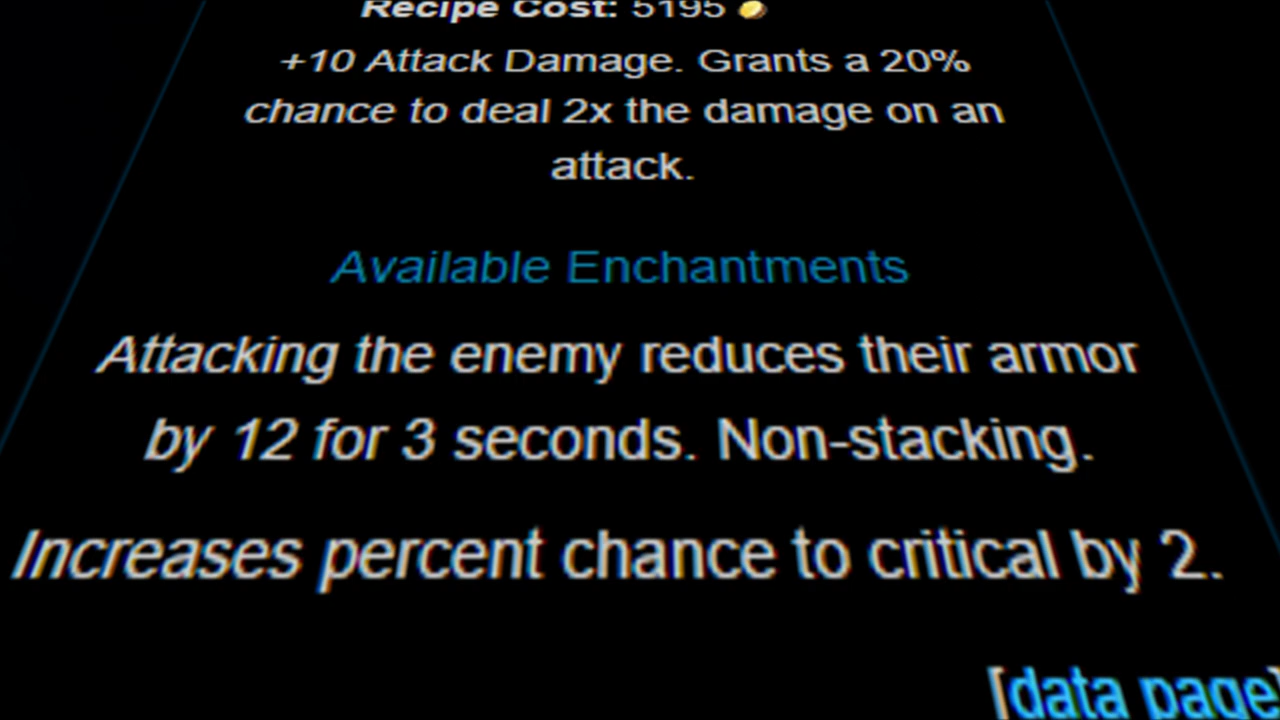 Recipe Cost: 5195
+10 Attack Damage. Grants a 20%
chance to deal 2x the damage on an
attack.
Available Enchantments
Attacking the enemy reduces their armor
by 12 for 3 seconds. Non-stacking.
Increases percent chance to critical by 2.
[data page]